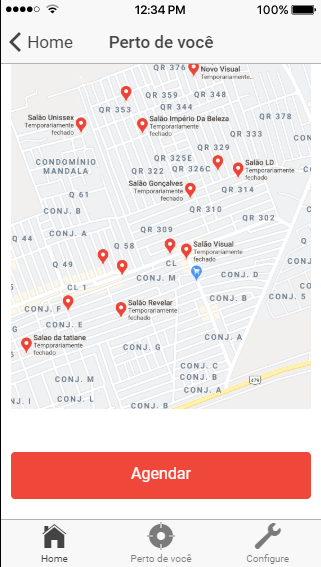 12:34 PM
100%
Home
Perto de você
QR 376
Novo Visual
Temporariamente...
QR 359
QR 348
QR 344
QR 353
QR 378
Salão Unissex
Temporariamente
fechado
Salão Império Da Beleza
Temporariamente
fechado
QR 333
QR 329
CONDOMÍNIO
MANDALA
QR 325E
QR 322
QR 326C
Salão LD
Temporariamente
fechado
Salão Gonçalves
Temporariamente
fechado
QR 314
Q 61
CONJ. B
QR 310
QR 302
QR 309
CONJ. A
Q 44
Q 58
Salão Visual
Temporariamente
fechado
Q 49
CL
CONJ. M
CONJ. D
CL 1
CONJ. B
CONJ. 5
CONJ. F
Salão Revelar
Temporariamente
fechado
CONJ. E
Salao da tatiane
Temporariamente
fechado
CONJ. A
CONJ. G
CONJ. C
CONJ. M
CONJ. B
479
CONJ. A
CONJ. I
CONJ. L
CONJ. B
Agendar
Home
Perto de você
Configure